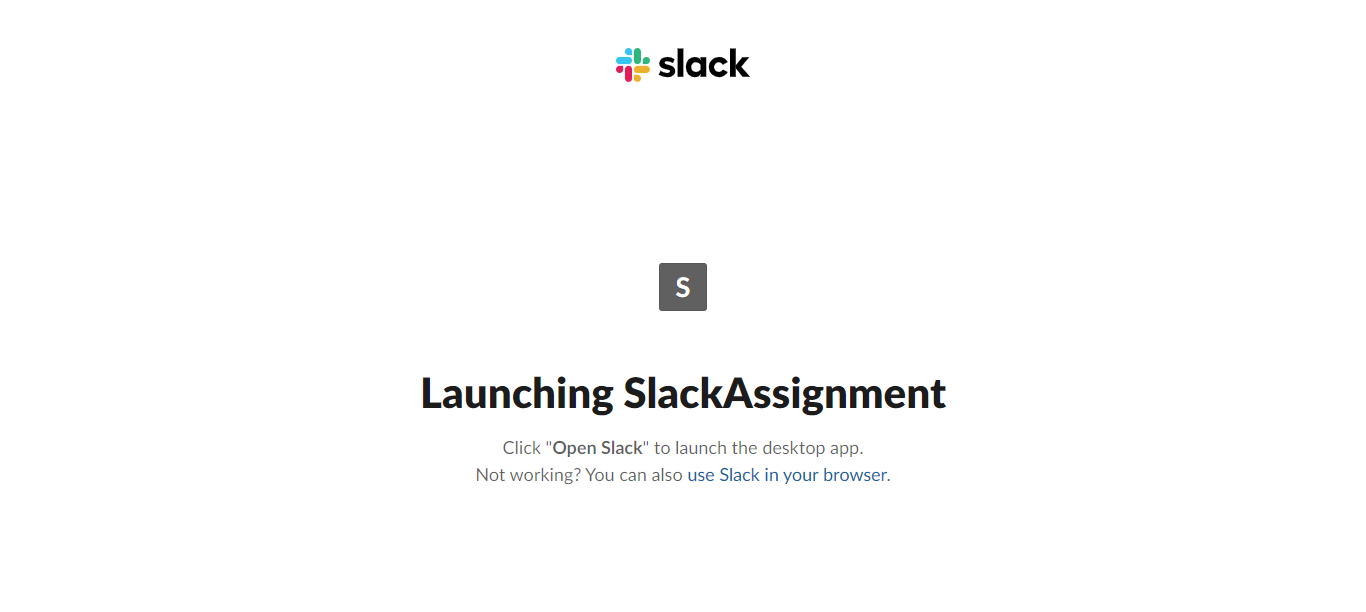 slack
S
Launching SlackAssignment
Click "Open Slack" to launch the desktop app.
Not working? You can also use Slack in your browser.